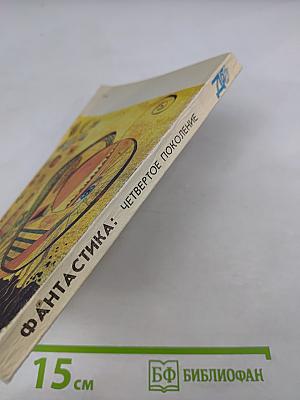 ФАНТАСТИКА: ЧЕТВЕРТОЕ ПОКОЛЕНИЕ
15 см
БФ БИБЛИОФАН